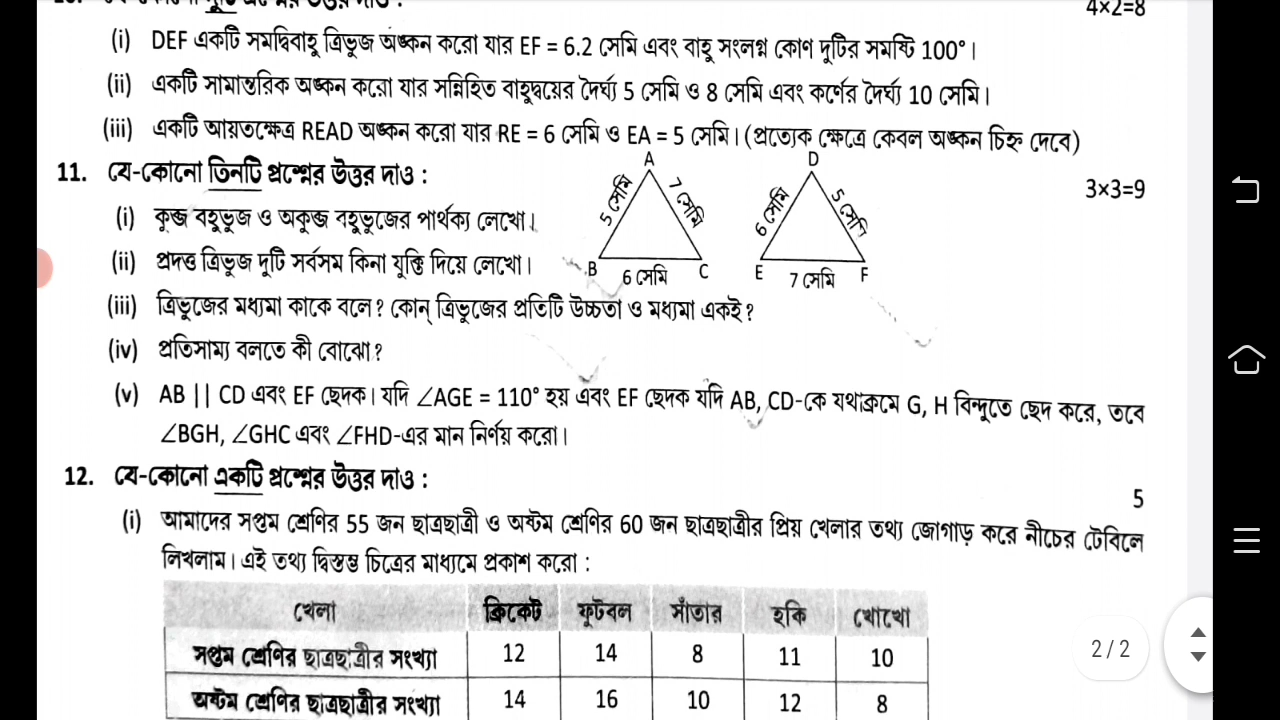 4×2=8
(i) DEF একটি সমদ্বিবাহু ত্রিভুজ অঙ্কন করো যার EF = 6.2 সেমি এবং বাহু সংলগ্ন কোণ দুটির সমষ্টি 100°।
(ii) একটি সামান্তরিক অঙ্কন করো যার সন্নিহিত বাহুদ্বয়ের দৈর্ঘ্য 5 সেমি ও 8 সেমি এবং কর্ণের দৈর্ঘ্য 10 সেমি।
(iii) একটি আয়তক্ষেত্র READ অঙ্কন করো যার RE = 6 সেমি ও EA = 5 সেমি। (প্রত্যেক ক্ষেত্রে কেবল অঙ্কন চিহ্ন দেবে)
11. যে-কোনো তিনটি প্রশ্নের উত্তর দাও : 3×3=9
A
5 সেমি
7 সেমি
B
6 সেমি
C
D
6 সেমি
5 সেমি
E
7 সেমি
F
(i) কুব্জ বহুভুজ ও অকুব্জ বহুভুজের পার্থক্য লেখো।
(ii) প্রদত্ত ত্রিভুজ দুটি সর্বসম কিনা যুক্তি দিয়ে লেখো।
(iii) ত্রিভুজের মধ্যমা কাকে বলে? কোন্ ত্রিভুজের প্রতিটি উচ্চতা ও মধ্যমা একই?
(iv) প্রতিসাম্য বলতে কী বোঝো?
(v) AB || CD এবং EF ছেদক। যদি ∠AGE = 110° হয় এবং EF ছেদক যদি AB, CD-কে যথাক্রমে G, H বিন্দুতে ছেদ করে, তবে
∠BGH, ∠GHC এবং ∠FHD-এর মান নির্ণয় করো।
12. যে-কোনো একটি প্রশ্নের উত্তর দাও : 5
(i) আমাদের সপ্তম শ্রেণির 55 জন ছাত্রছাত্রী ও অষ্টম শ্রেণির 60 জন ছাত্রছাত্রীর প্রিয় খেলার তথ্য জোগাড় করে নীচের টেবিলে
লিখলাম। এই তথ্য দ্বিস্তম্ভ চিত্রের মাধ্যমে প্রকাশ করো :
খেলা ক্রিকেট ফুটবল সাঁতার হকি খোখো
সপ্তম শ্রেণির ছাত্রছাত্রীর সংখ্যা 12 14 8 11 10
অষ্টম শ্রেণির ছাত্রছাত্রীর সংখ্যা 14 16 10 12 8
2 / 2